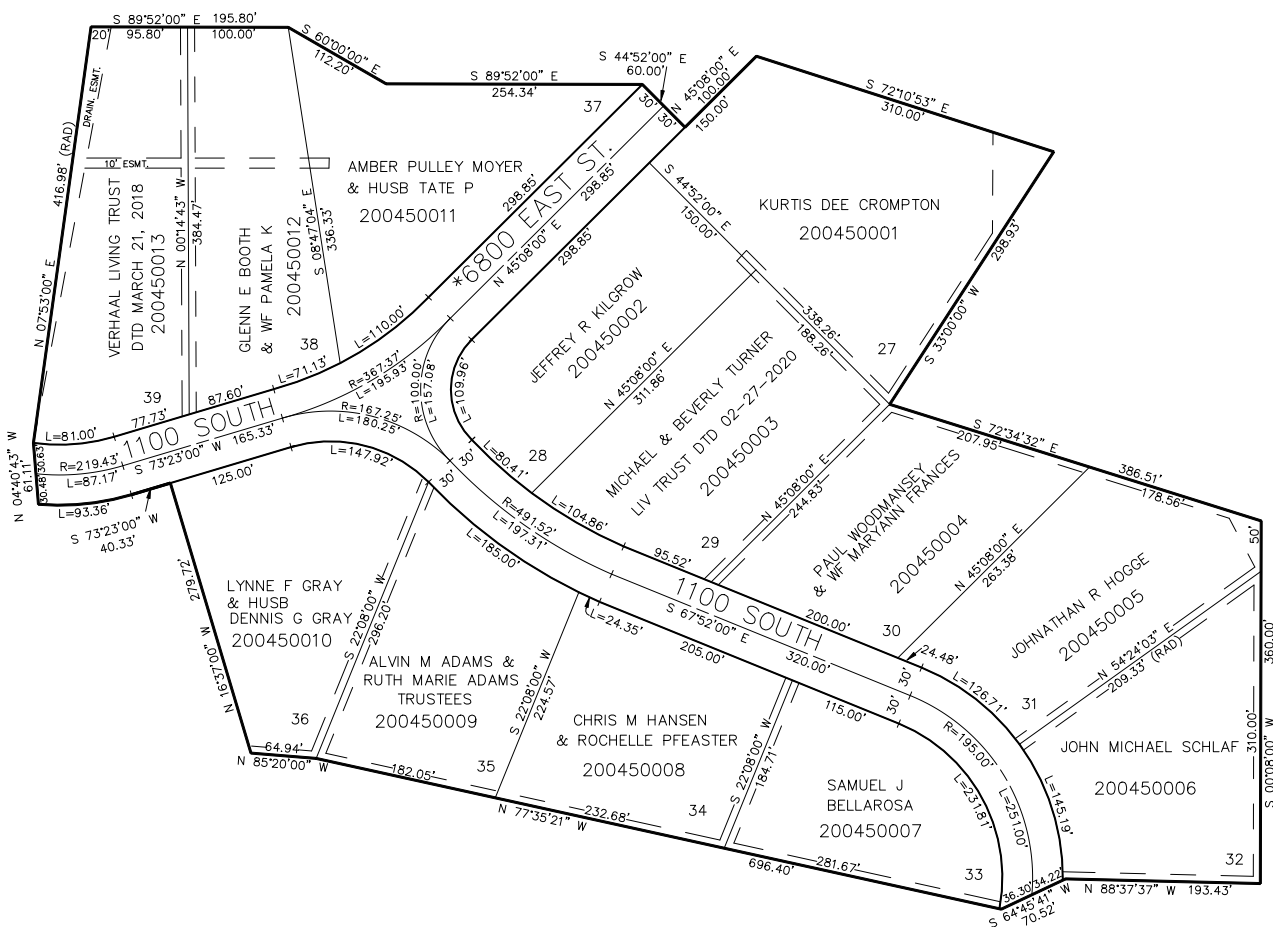 S 89°52'00" E 195.80'
20' 95.80' 100.00'
S 60°00'00" E
112.20'
S 89°52'00" E
254.34'
S 44°52'00" E
60.00'
N 45°08'00" E
100.00'
150.00'
S 72°10'53" E
310.00'
37
30' 30'
DRAIN. ESMT.
416.98' (RAD)
N 07°53'00" E
10' ESMT.
N 00°14'43" W
384.47'
S 08°47'04" E
336.33'
VERHAAL LIVING TRUST
DTD MARCH 21, 2018
200450013
39
GLENN E BOOTH
& WF PAMELA K
200450012
38
AMBER PULLEY MOYER
& HUSB TATE P
200450011
298.85'
*6800 EAST ST.
298.85'
N 45°08'00" E
298.85'
S 44°52'00" E
150.00'
KURTIS DEE CROMPTON
200450001
298.93'
S 33°00'00" W
27
338.26'
188.26'
JEFFREY R KILGROW
200450002
28
N 45°08'00" E
311.86'
MICHAEL & BEVERLY TURNER
LIV TRUST DTD 02-27-2020
200450003
29
N 45°08'00" E
244.83'
L=110.00'
L=71.13'
87.60'
77.73'
L=81.00'
R=367.37'
L=195.93'
R=100.00'
L=157.08'
L=109.96'
R=167.25'
L=180.25'
1100 SOUTH
R=219.43'
S 73°23'00" W 165.33'
L=87.17'
N 04°40'43" W
61.11'
30.48' 30.63'
L=93.36'
S 73°23'00" W
40.33'
125.00'
L=147.92'
30'
30'
L=80.41'
L=104.86'
R=491.52'
L=197.31'
L=185.00'
95.52'
S 72°34'32" E
207.95'
386.51'
178.56'
50'
PAUL WOODMANSEY
& WF MARYANN FRANCES
200450004
30
N 45°08'00" E
263.38'
JOHNATHAN R HOGGE
200450005
31
N 54°24'03" E
209.33' (RAD)
360.00'
310.00'
S 00°08'00" W
JOHN MICHAEL SCHLAF
200450006
32
1100 SOUTH
S 67°52'00" E
200.00'
320.00'
24.48'
L=24.35'
205.00'
115.00'
30'
30'
L=126.71'
R=195.00'
L=145.19'
L=251.00'
L=231.81'
279.72'
N 16°37'00" W
LYNNE F GRAY
& HUSB
DENNIS G GRAY
200450010
36
S 22°08'00" W
296.20'
64.94'
N 85°20'00" W
ALVIN M ADAMS &
RUTH MARIE ADAMS
TRUSTEES
200450009
35
182.05'
S 22°08'00" W
224.57'
N 77°35'21" W
CHRIS M HANSEN
& ROCHELLE PFEASTER
200450008
34
232.68'
S 22°08'00" W
184.71'
SAMUEL J
BELLAROSA
200450007
33
696.40'
281.67'
36.30' 34.22'
S 64°45'41" W
70.52'
N 88°37'37" W 193.43'